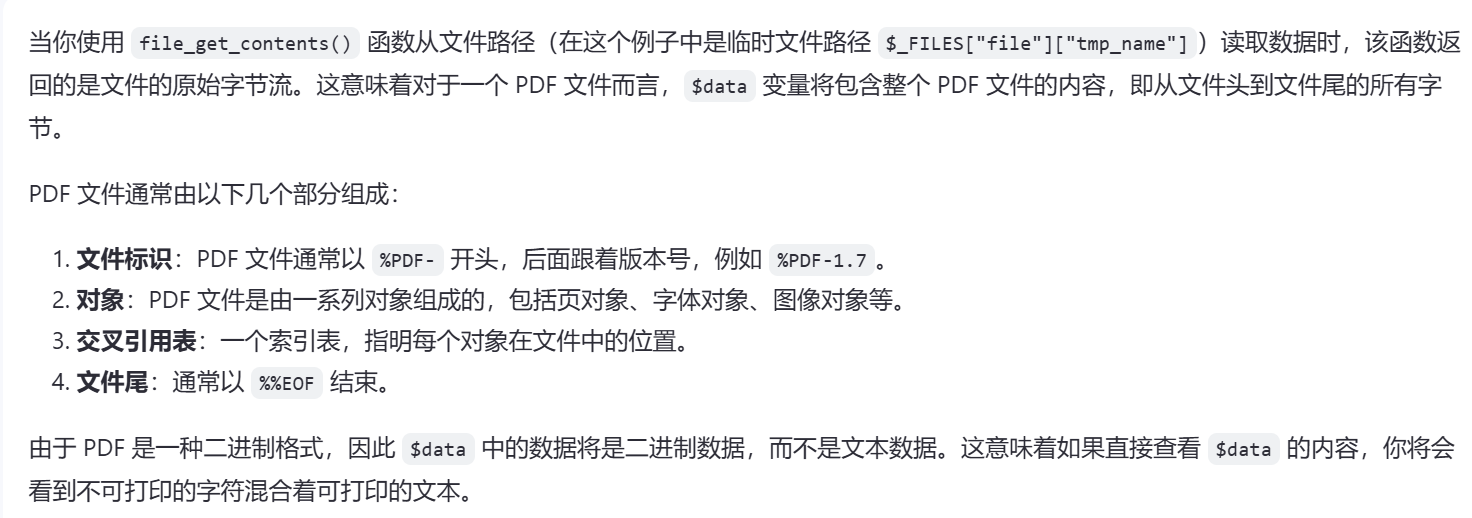 当你使用 file_get_contents() 函数从文件路径（在这个例子中是临时文件路径 $_FILES["file"]["tmp_name"]）读取数据时，该函数返
回的是文件的原始字节流。这意味着对于一个 PDF 文件而言，$data 变量将包含整个 PDF 文件的内容，即从文件头到文件尾的所有字
节。
PDF 文件通常由以下几个部分组成：
1. 文件标识：PDF 文件通常以 %PDF- 开头，后面跟着版本号，例如 %PDF-1.7。
2. 对象：PDF 文件是由一系列对象组成的，包括页对象、字体对象、图像对象等。
3. 交叉引用表：一个索引表，指明每个对象在文件中的位置。
4. 文件尾：通常以 %%EOF 结束。
由于 PDF 是一种二进制格式，因此 $data 中的数据将是二进制数据，而不是文本数据。这意味着如果直接查看 $data 的内容，你将会
看到不可打印的字符混合着可打印的文本。